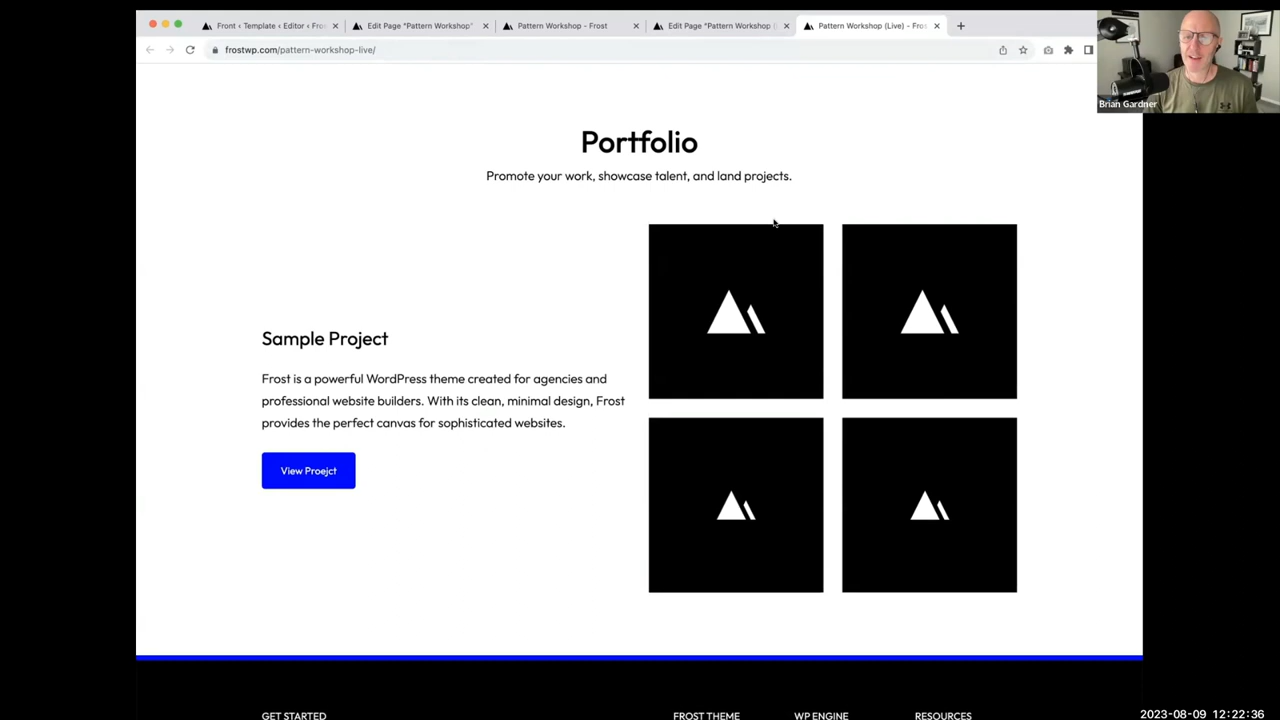 Front ‹ Template ‹ Editor ‹ Fro
Edit Page "Pattern Workshop"
Pattern Workshop - Frost
Edit Page "Pattern Workshop (
Pattern Workshop (Live) - Fros
frostwp.com/pattern-workshop-live/
Brian Gardner
Portfolio
Promote your work, showcase talent, and land projects.
Sample Project
Frost is a powerful WordPress theme created for agencies and
professional website builders. With its clean, minimal design, Frost
provides the perfect canvas for sophisticated websites.
View Proejct
GET STARTED
FROST THEME
WP ENGINE
RESOURCES
2023-08-09 12:22:36